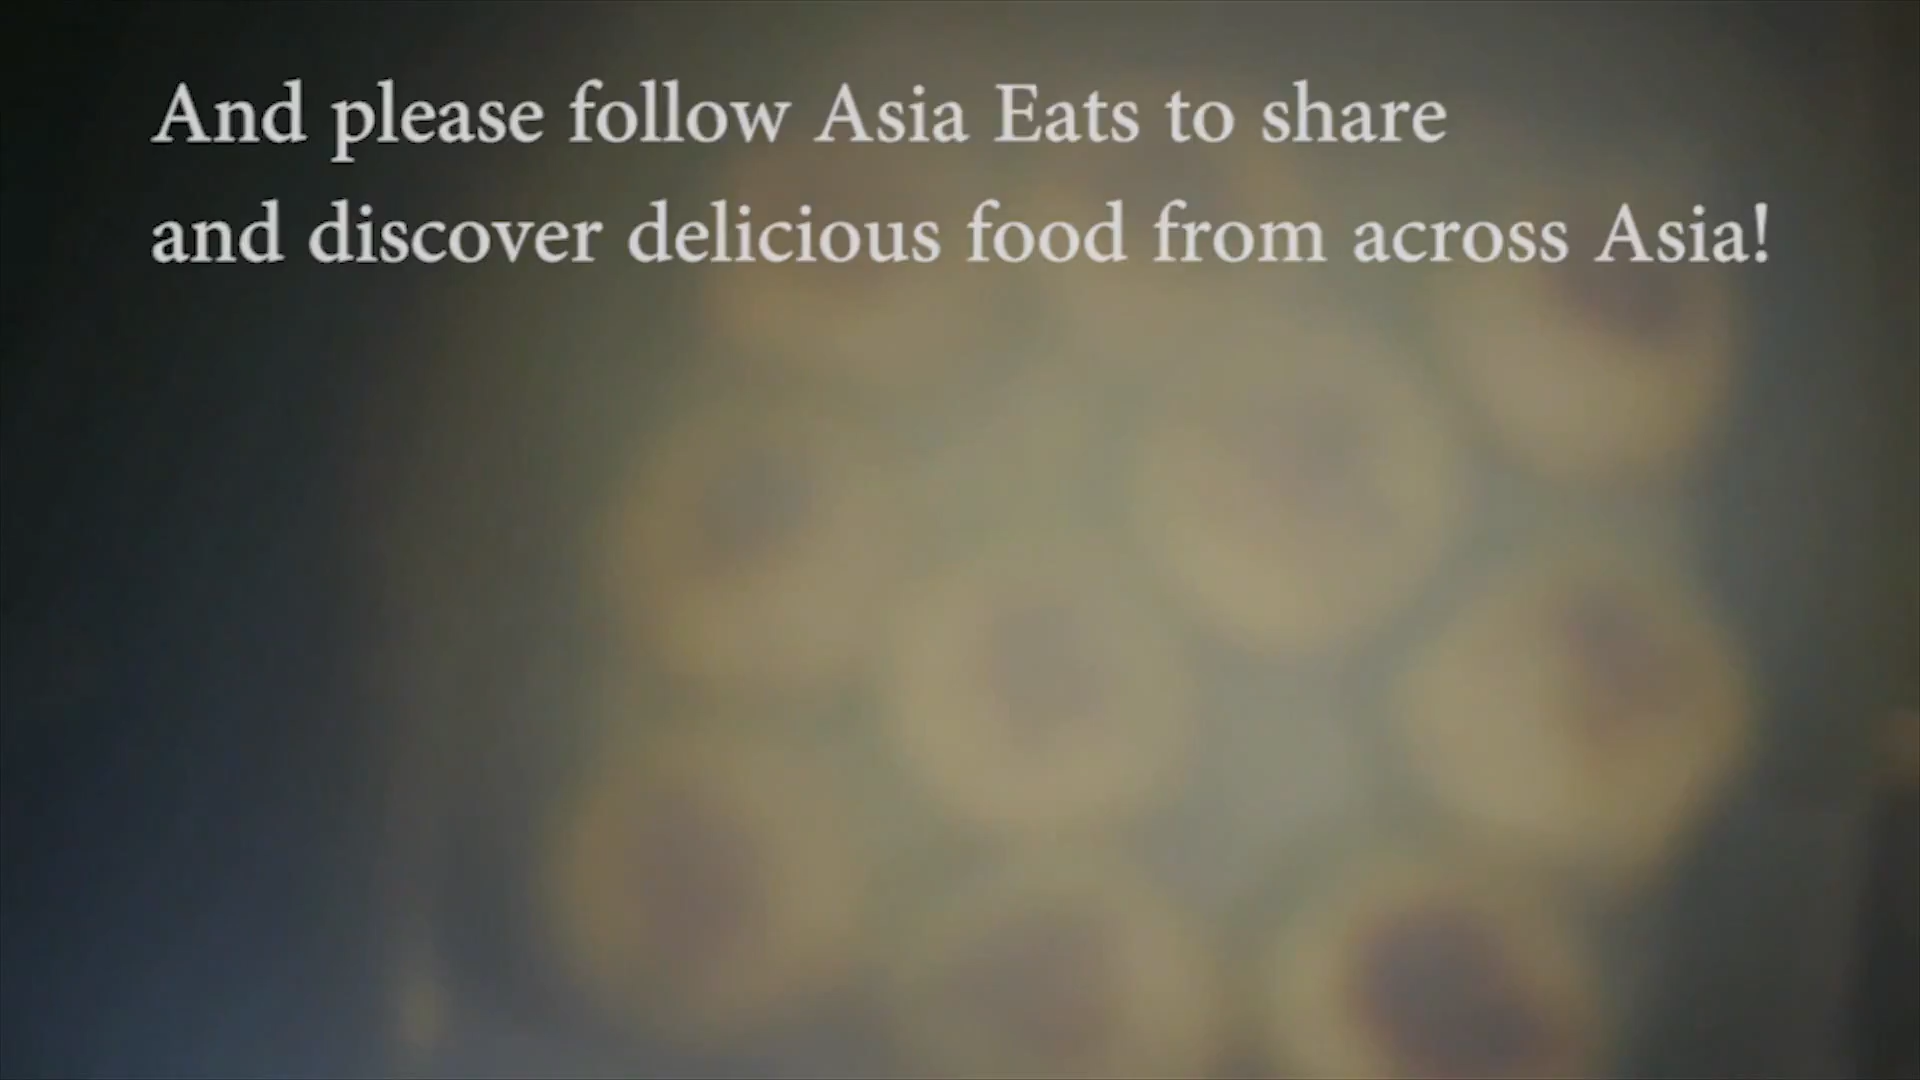 And please follow Asia Eats to share
and discover delicious food from across Asia!